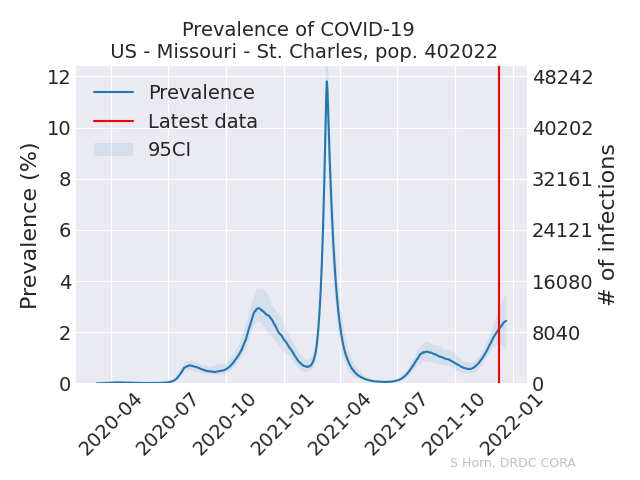 Prevalence of COVID-19
US - Missouri - St. Charles, pop. 402022
Prevalence
Latest data
95CI
Prevalence (%)
12
10
8
6
4
2
0
48242
40202
32161
24121
16080
8040
0
# of infections
2020-04
2020-07
2020-10
2021-01
2021-04
2021-07
2021-10
2022-01
S Horn, DRDC CORA